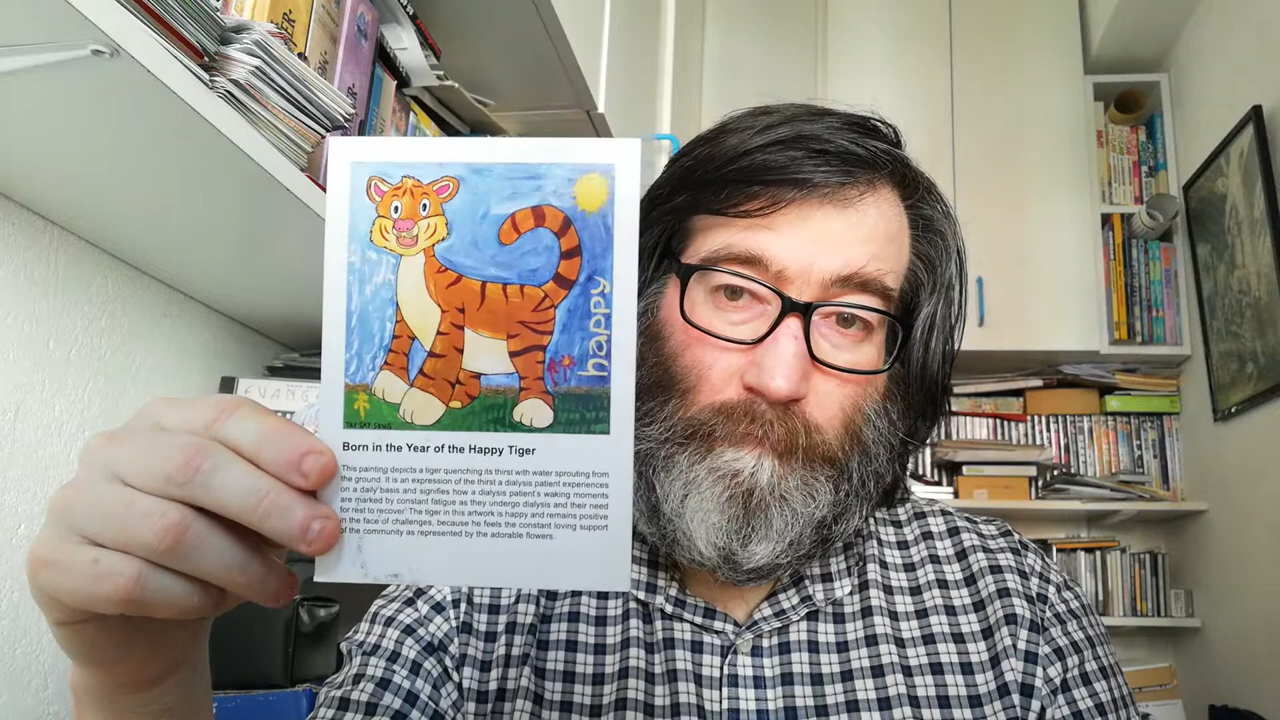 EVANG
happy
TAY SAY SENG
Born in the Year of the Happy Tiger
This painting depicts a tiger quenching its thirst with water sprouting from
the ground. It is an expression of the thirst a dialysis patient experiences
on a daily basis and signifies how a dialysis patient's waking moments
are marked by constant fatigue as they undergo dialysis and their need
for rest to recover. The tiger in this artwork is happy and remains positive
in the face of challenges, because he feels the constant loving support
of the community as represented by the adorable flowers.